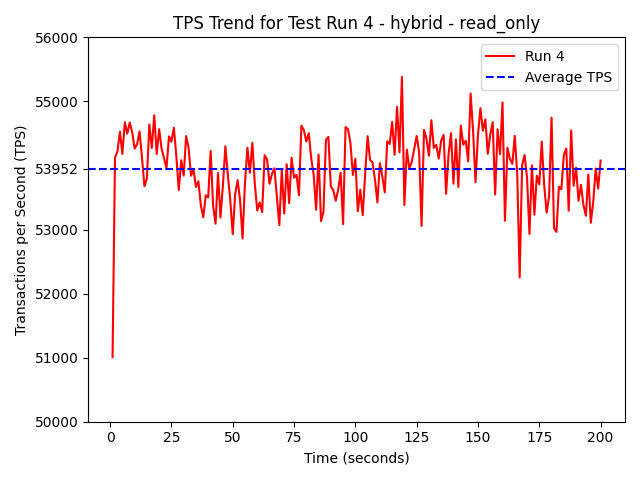 TPS Trend for Test Run 4 - hybrid - read_only
Run 4
Average TPS
Transactions per Second (TPS)
56000
55000
53952
53000
52000
51000
50000
0 25 50 75 100 125 150 175 200
Time (seconds)